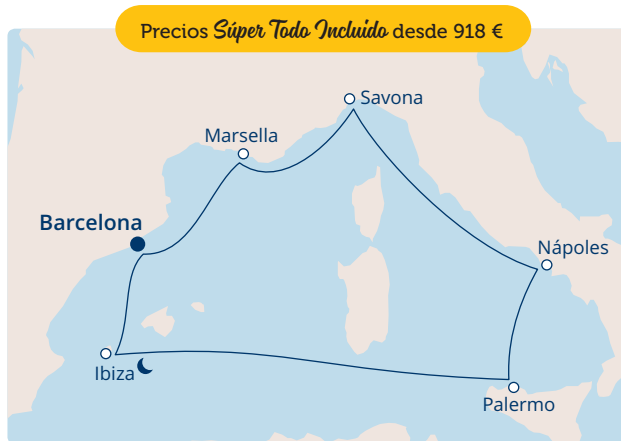 Precios Súper Todo Incluido desde 918 €
Savona
Marsella
Barcelona
Nápoles
Ibiza
Palermo